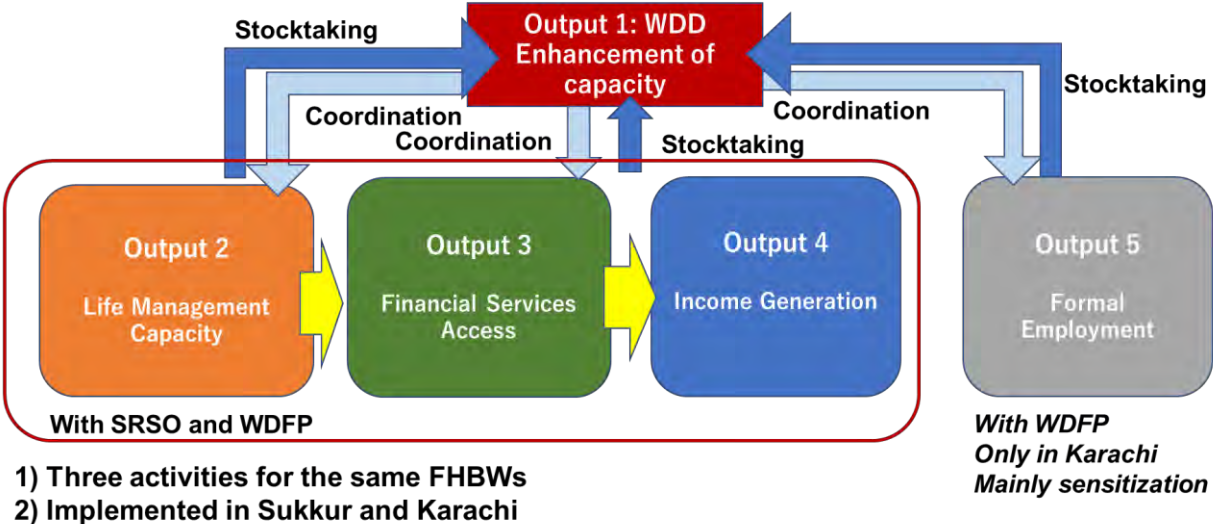 Output 1: WDD
Enhancement of
capacity
Stocktaking
Coordination
Coordination
Stocktaking
Coordination
Stocktaking
Output 2
Life Management
Capacity
Output 3
Financial Services
Access
Output 4
Income Generation
Output 5
Formal
Employment
With SRSO and WDFP
With WDFP
Only in Karachi
Mainly sensitization
1) Three activities for the same FHBWs
2) Implemented in Sukkur and Karachi